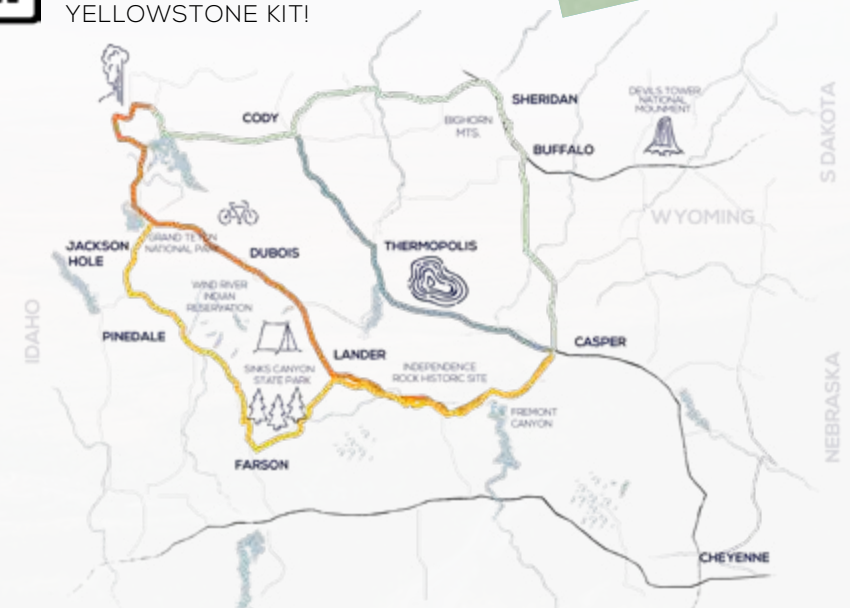 YELLOWSTONE KIT!
CODY
SHERIDAN
BIGHORN
MTS.
DEVILS TOWER
NATIONAL
MOUNMENT
BUFFALO
S DAKOTA
WYOMING
JACKSON
HOLE
GRAND TETON
NATIONAL PARK
DUBOIS
THERMOPOLIS
WIND RIVER
INDIAN
RESERVATION
IDAHO
PINEDALE
LANDER
CASPER
SINKS CANYON
STATE PARK
INDEPENDENCE
ROCK HISTORIC SITE
NEBRASKA
FREMONT
CANYON
FARSON
CHEYENNE